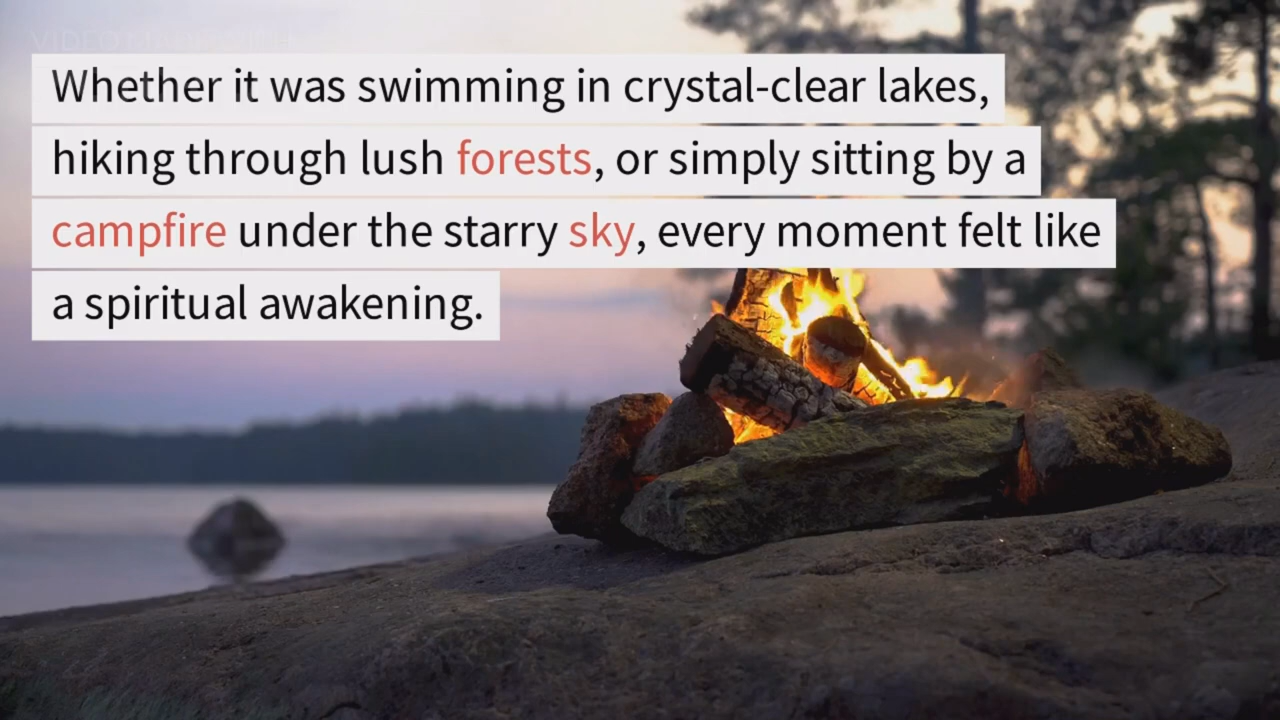 Whether it was swimming in crystal-clear lakes,
hiking through lush forests, or simply sitting by a
campfire under the starry sky, every moment felt like
a spiritual awakening.